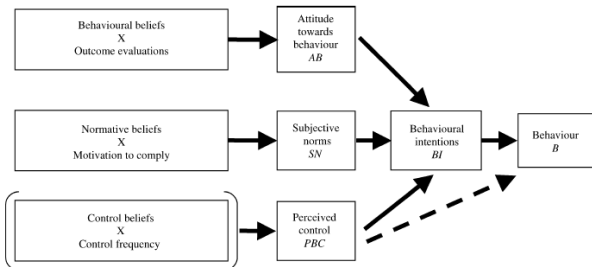 Behavioural beliefs
X
Outcome evaluations
Attitude
towards
behaviour
AB
Normative beliefs
X
Motivation to comply
Subjective
norms
SN
Behavioural
intentions
BI
Behaviour
B
Control beliefs
X
Control frequency
Perceived
control
PBC